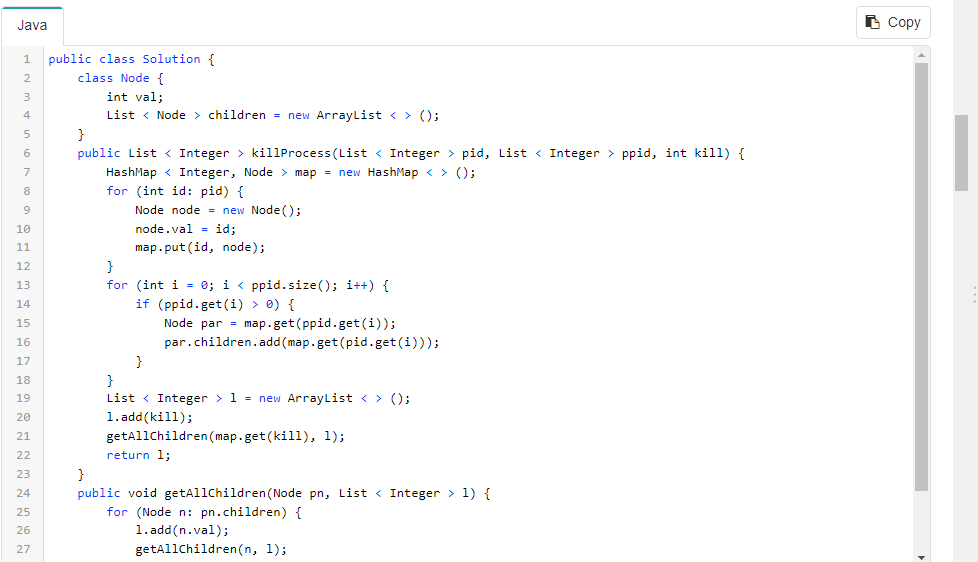 Java
Copy
1 public class Solution {
2     class Node {
3         int val;
4         List < Node > children = new ArrayList < > ();
5     }
6     public List < Integer > killProcess(List < Integer > pid, List < Integer > ppid, int kill) {
7         HashMap < Integer, Node > map = new HashMap < > ();
8         for (int id: pid) {
9             Node node = new Node();
10             node.val = id;
11             map.put(id, node);
12         }
13         for (int i = 0; i < ppid.size(); i++) {
14             if (ppid.get(i) > 0) {
15                 Node par = map.get(ppid.get(i));
16                 par.children.add(map.get(pid.get(i)));
17             }
18         }
19         List < Integer > l = new ArrayList < > ();
20         l.add(kill);
21         getAllChildren(map.get(kill), l);
22         return l;
23     }
24     public void getAllChildren(Node pn, List < Integer > l) {
25         for (Node n: pn.children) {
26             l.add(n.val);
27             getAllChildren(n, l);